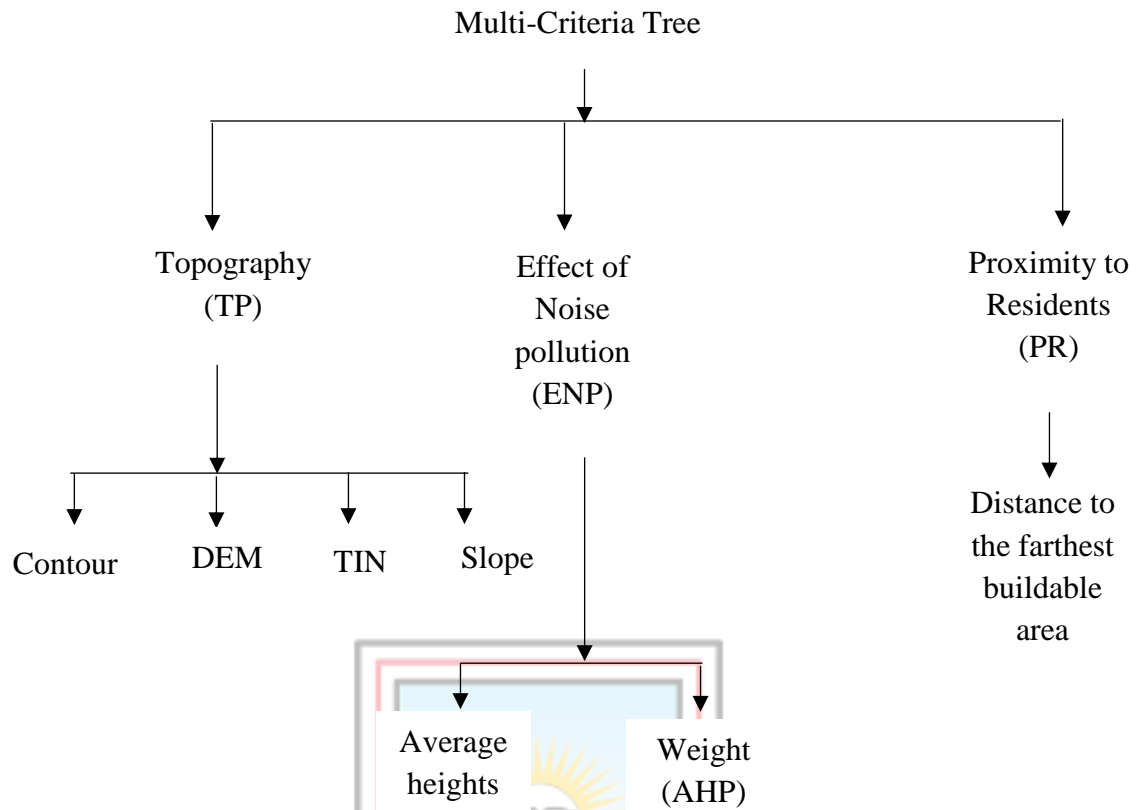 Multi-Criteria Tree
Topography
(TP)
Effect of
Noise
pollution
(ENP)
Proximity to
Residents
(PR)
Contour
DEM
TIN
Slope
Distance to
the farthest
buildable
area
Average
heights
Weight
(AHP)